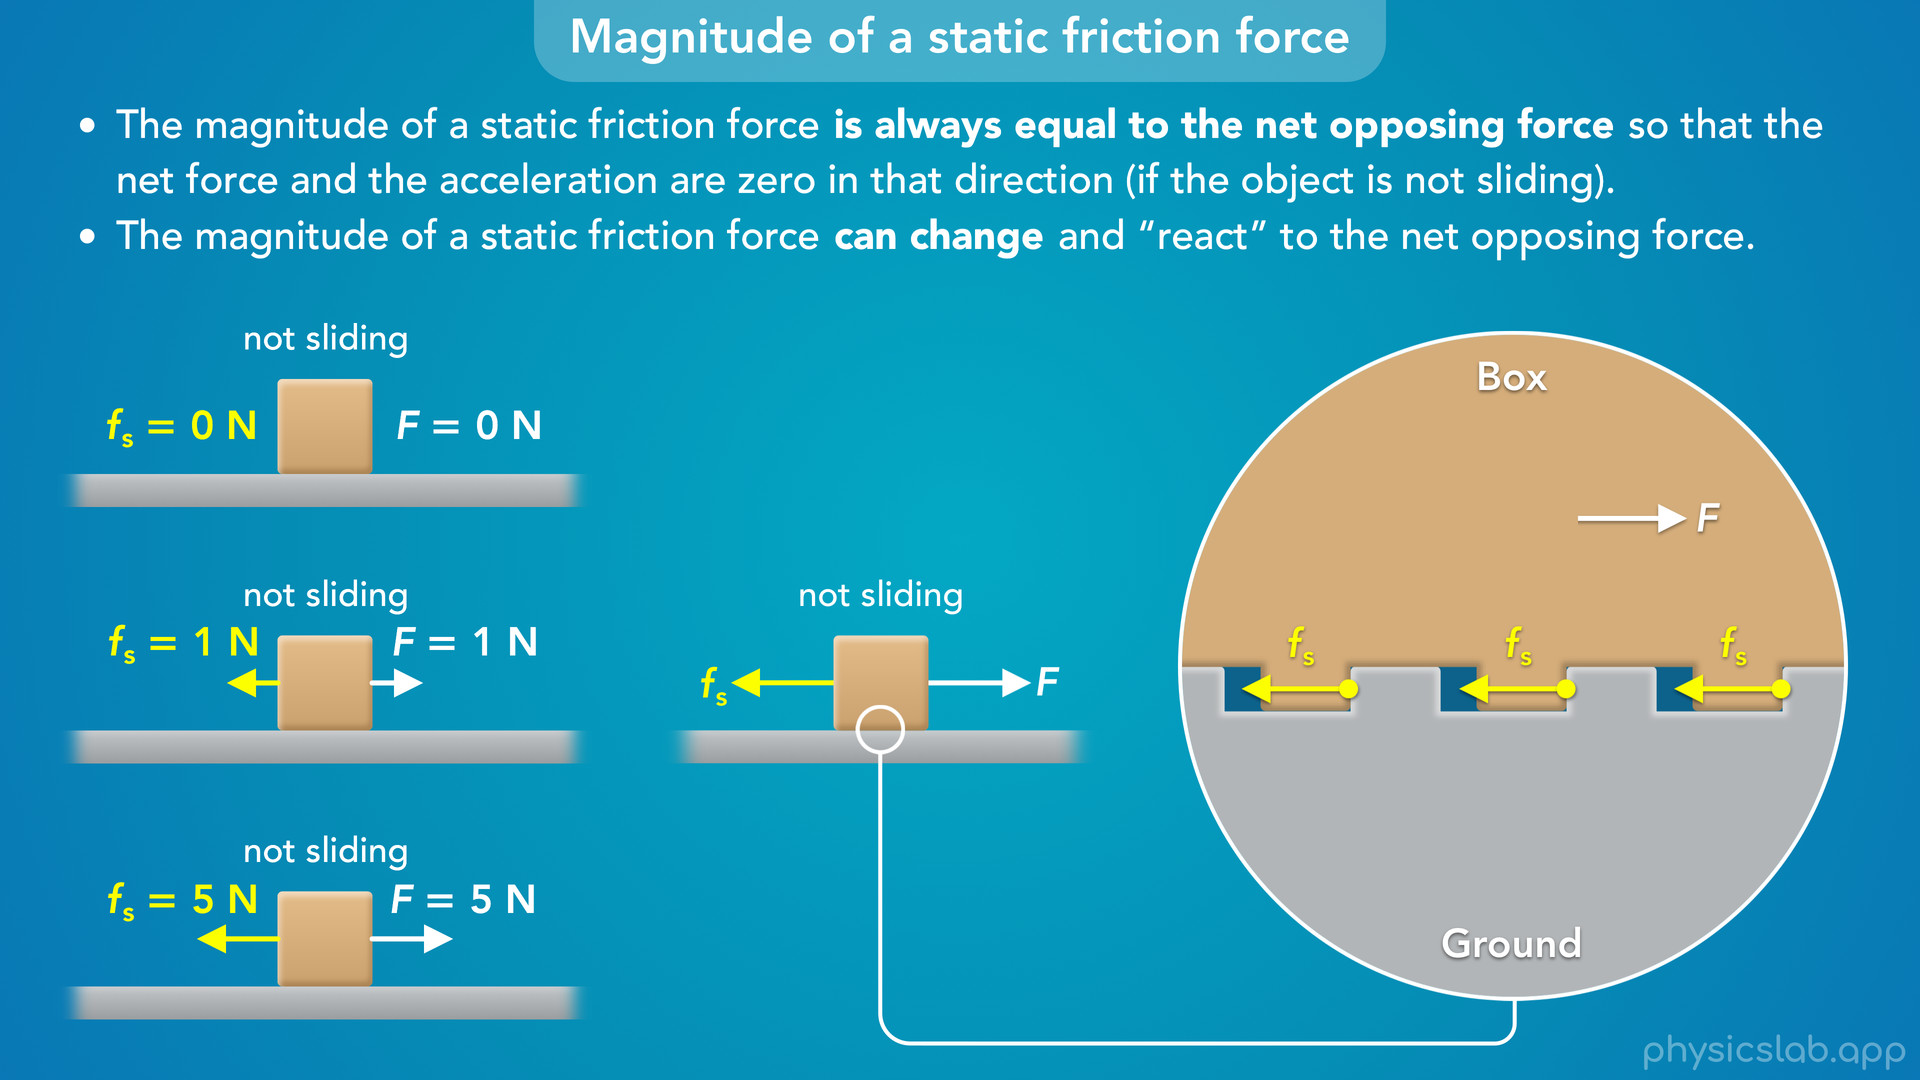 Magnitude of a static friction force
• The magnitude of a static friction force is always equal to the net opposing force so that the
net force and the acceleration are zero in that direction (if the object is not sliding).
• The magnitude of a static friction force can change and “react” to the net opposing force.
not sliding
fs = 0 N F = 0 N
not sliding
fs = 1 N F = 1 N
not sliding
fs = 5 N F = 5 N
not sliding
fs F
Box
F
fs fs fs
Ground
physicslab.app